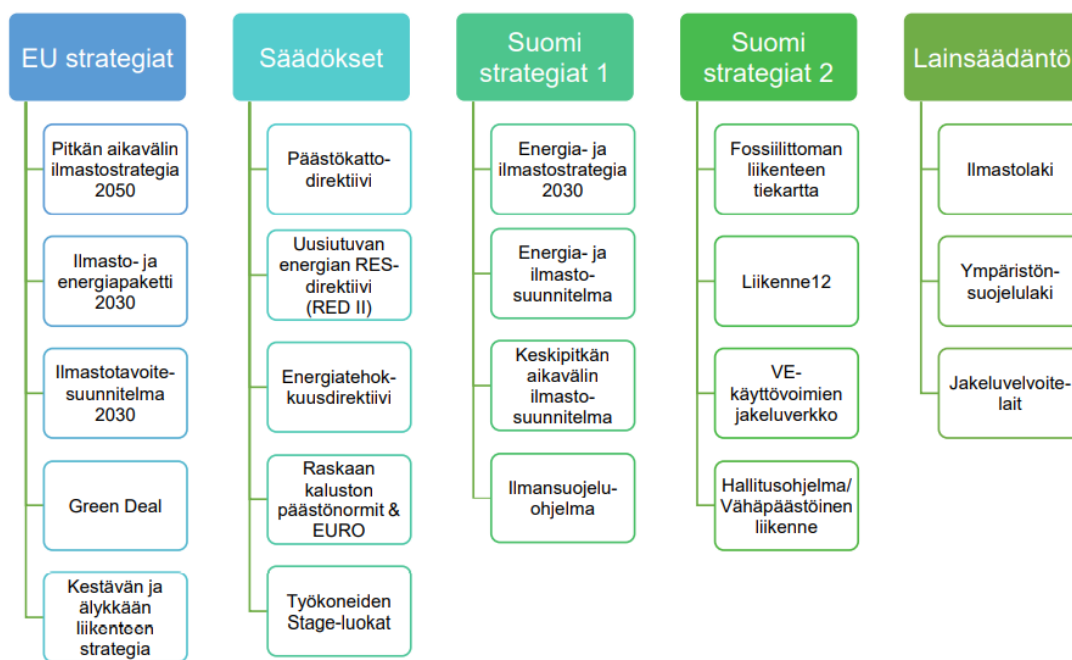 EU strategiat
Pitkän aikavälin
ilmastostrategia
2050
Ilmasto- ja
energiapaketti
2030
Ilmastotavoite-
suunnitelma
2030
Green Deal
Kestävän ja
älykkään
liikenteen
strategia
Säädökset
Päästökatto-
direktiivi
Uusiutuvan
energian RES-
direktiivi
(RED II)
Energiatehok-
kuusdirektiivi
Raskaan
kaluston
päästönormit &
EURO
Työkoneiden
Stage-luokat
Suomi
strategiat 1
Energia- ja
ilmastostrategia
2030
Energia- ja
ilmasto-
suunnitelma
Keskipitkän
aikavälin
ilmasto-
suunnitelma
Ilmansuojelu-
ohjelma
Suomi
strategiat 2
Fossiilittoman
liikenteen
tiekartta
Liikenne12
VE-
käyttövoimien
jakeluverkko
Hallitusohjelma/
Vähäpäästöinen
liikenne
Lainsäädäntö
Ilmastolaki
Ympäristön-
suojelulaki
Jakeluvelvoite-
lait